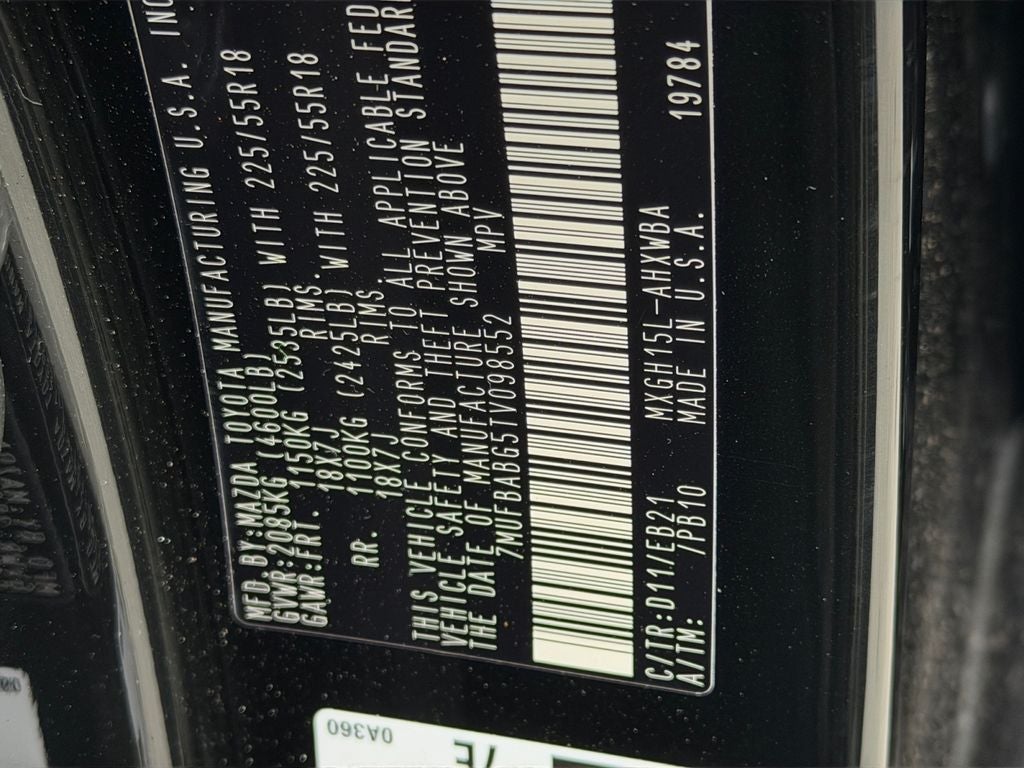 MFD.BY:MAZDA TOYOTA MANUFACTURING U.S.A. INC
GVWR:2085KG(4600LB)
GAWR:FRT. 1150KG (2535LB) WITH 225/55R18
18X7J RIMS.
RR. 1100KG (2425LB) WITH 225/55R18
18X7J RIMS
THIS VEHICLE CONFORMS TO ALL APPLICABLE FED
VEHICLE SAFETY AND THEFT PREVENTION STANDARD
THE DATE OF MANUFACTURE SHOWN ABOVE
7MUFBABG5TV098552 MPV
C/TR:D11/EB21 MXGH15L-AHXWBA 19784
A/TM: /PB10 MADE IN U.S.A.
0A360
7E